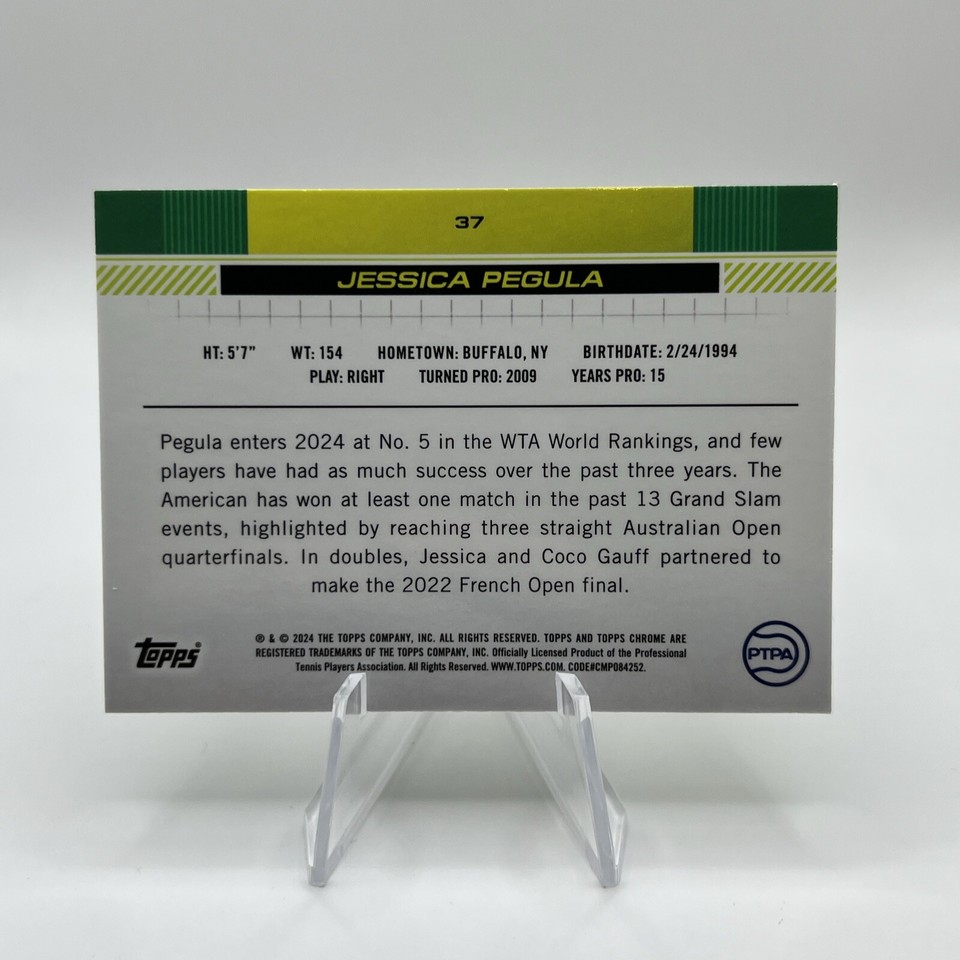 37
JESSICA PEGULA
HT: 5'7" WT: 154 HOMETOWN: BUFFALO, NY BIRTHDATE: 2/24/1994
PLAY: RIGHT TURNED PRO: 2009 YEARS PRO: 15
Pegula enters 2024 at No. 5 in the WTA World Rankings, and few
players have had as much success over the past three years. The
American has won at least one match in the past 13 Grand Slam
events, highlighted by reaching three straight Australian Open
quarterfinals. In doubles, Jessica and Coco Gauff partnered to
make the 2022 French Open final.
Topps®
® & © 2024 THE TOPPS COMPANY, INC. ALL RIGHTS RESERVED. TOPPS AND TOPPS CHROME ARE
REGISTERED TRADEMARKS OF THE TOPPS COMPANY, INC. Officially Licensed Product of the Professional
Tennis Players Association. All Rights Reserved. WWW.TOPPS.COM. CODE#CMP084252.
PTPA